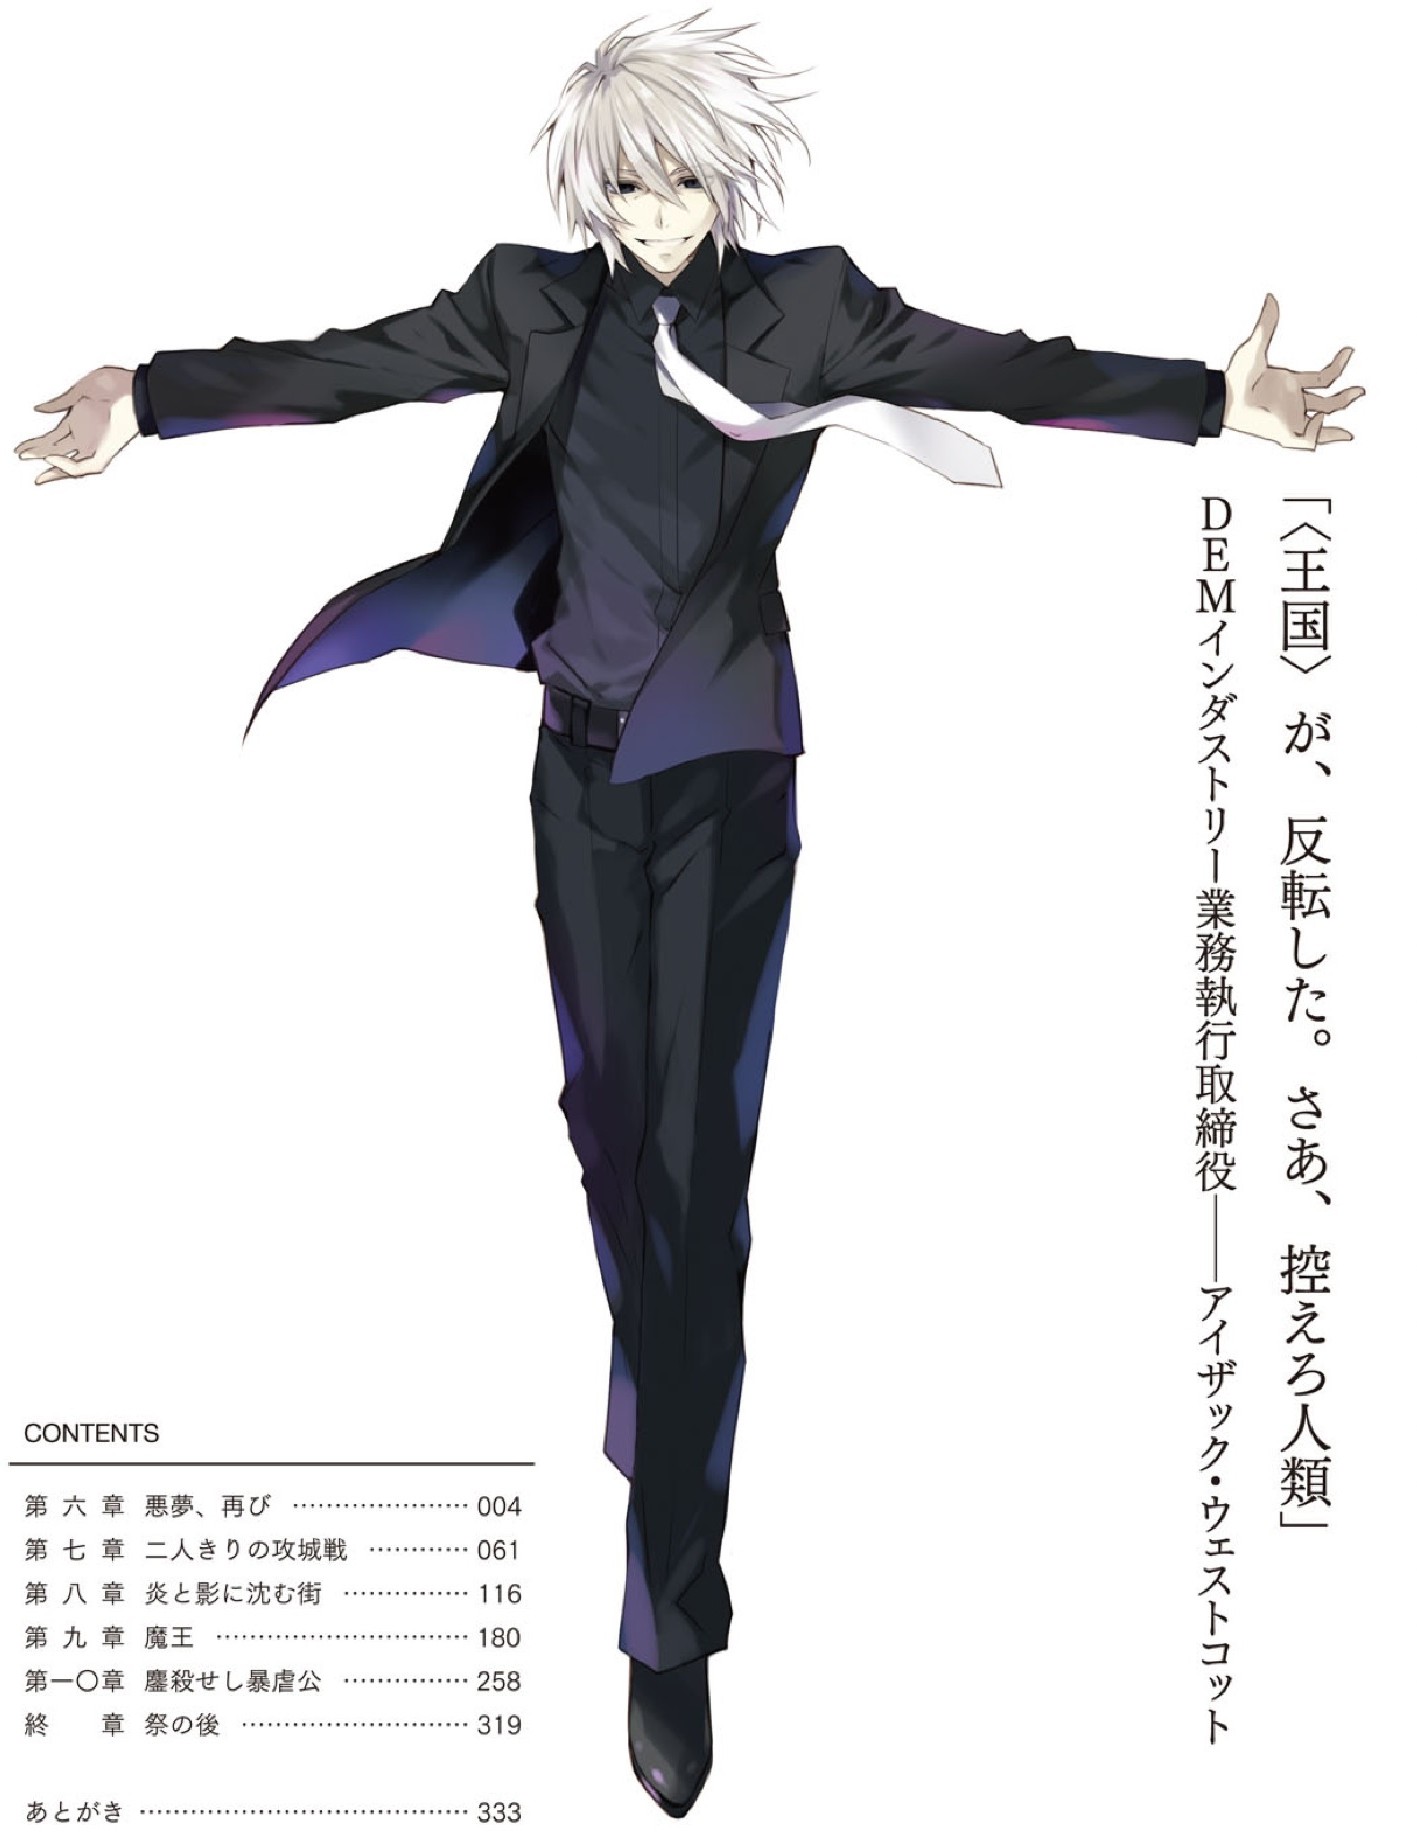 「〈王国〉が、反転した。さあ、控えろ人類」
DEMインダストリー業務執行取締役――アイザック・ウェストコット
CONTENTS
第六章 悪夢、再び ………………… 004
第七章 二人きりの攻城戦 ………… 061
第八章 炎と影に沈む街 …………… 116
第九章 魔王 ………………………… 180
第一〇章 鏖殺せし暴虐公 ………… 258
終章 祭の後 ……………………… 319
あとがき ………………………………… 333